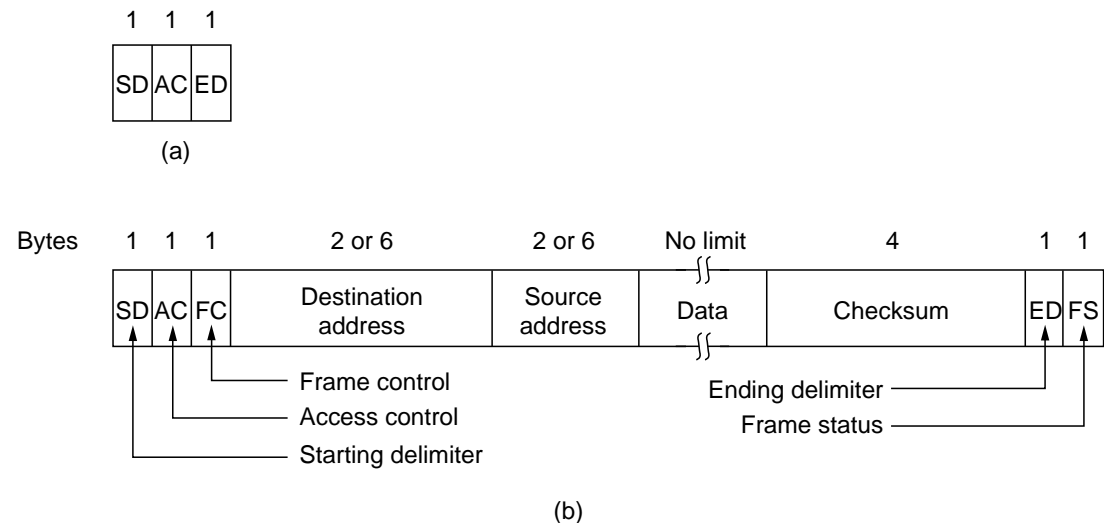 1 1 1
SD AC ED
(a)
Bytes 1 1 1 2 or 6 2 or 6 No limit 4 1 1
SD AC FC Destination address Source address Data Checksum ED FS
Frame control
Access control
Starting delimiter
Ending delimiter
Frame status
(b)